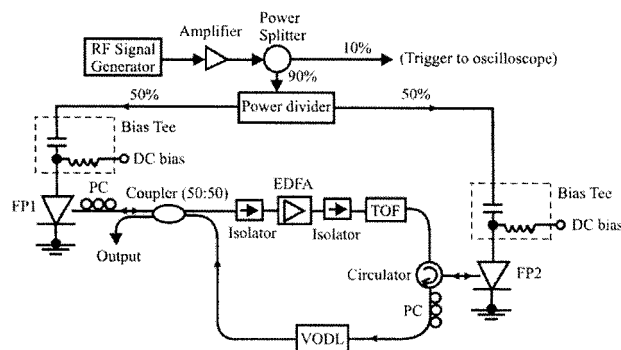 RF Signal
Generator
Amplifier
Power
Splitter
10%
(Trigger to oscilloscope)
90%
50%
Power divider
50%
Bias Tee
DC bias
PC
FP1
Coupler (50:50)
EDFA
Isolator
Isolator
TOF
Output
Bias Tee
DC bias
Circulator
FP2
PC
VODL